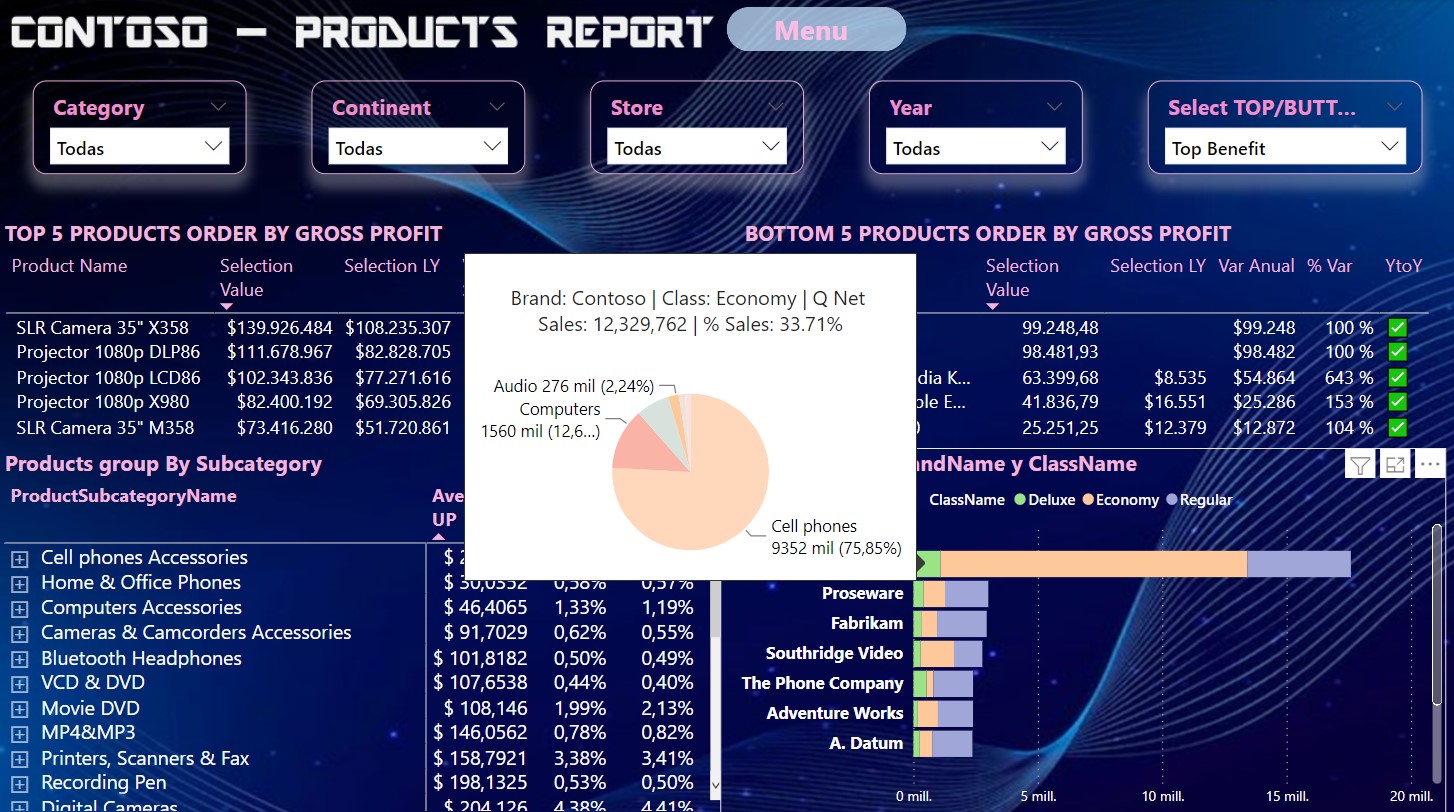 CONTOSO - PRODUCTS REPORT
Menu
Category
Todas
Continent
Todas
Store
Todas
Year
Todas
Select TOP/BUTT...
Top Benefit
TOP 5 PRODUCTS ORDER BY GROSS PROFIT
Product Name Selection Value Selection LY
SLR Camera 35" X358 $139.926.484 $108.235.307
Projector 1080p DLP86 $111.678.967 $82.828.705
Projector 1080p LCD86 $102.343.836 $77.271.616
Projector 1080p X980 $82.400.192 $69.305.826
SLR Camera 35" M358 $73.416.280 $51.720.861
BOTTOM 5 PRODUCTS ORDER BY GROSS PROFIT
Selection Value Selection LY Var Anual % Var YtoY
99.248,48 $99.248 100 %
98.481,93 $98.482 100 %
dia K... 63.399,68 $8.535 $54.864 643 %
ple E... 41.836,79 $16.551 $25.286 153 %
25.251,25 $12.379 $12.872 104 %
Brand: Contoso | Class: Economy | Q Net
Sales: 12,329,762 | % Sales: 33.71%
Audio 276 mil (2,24%)
Computers
1560 mil (12,6...)
Cell phones
9352 mil (75,85%)
Products group By Subcategory
ProductSubcategoryName Ave
UP
Cell phones Accessories $ 2
Home & Office Phones $ 30,0552 0,58% 0,57%
Computers Accessories $ 46,4065 1,33% 1,19%
Cameras & Camcorders Accessories $ 91,7029 0,62% 0,55%
Bluetooth Headphones $ 101,8182 0,50% 0,49%
VCD & DVD $ 107,6538 0,44% 0,40%
Movie DVD $ 108,146 1,99% 2,13%
MP4&MP3 $ 146,0562 0,78% 0,82%
Printers, Scanners & Fax $ 158,7921 3,38% 3,41%
Recording Pen $ 198,1325 0,53% 0,50%
Digital Cameras $ 204,126 4,38% 4,41%
ndName y ClassName
ClassName Deluxe Economy Regular
Proseware
Fabrikam
Southridge Video
The Phone Company
Adventure Works
A. Datum
0 mill. 5 mill. 10 mill. 15 mill. 20 mill.